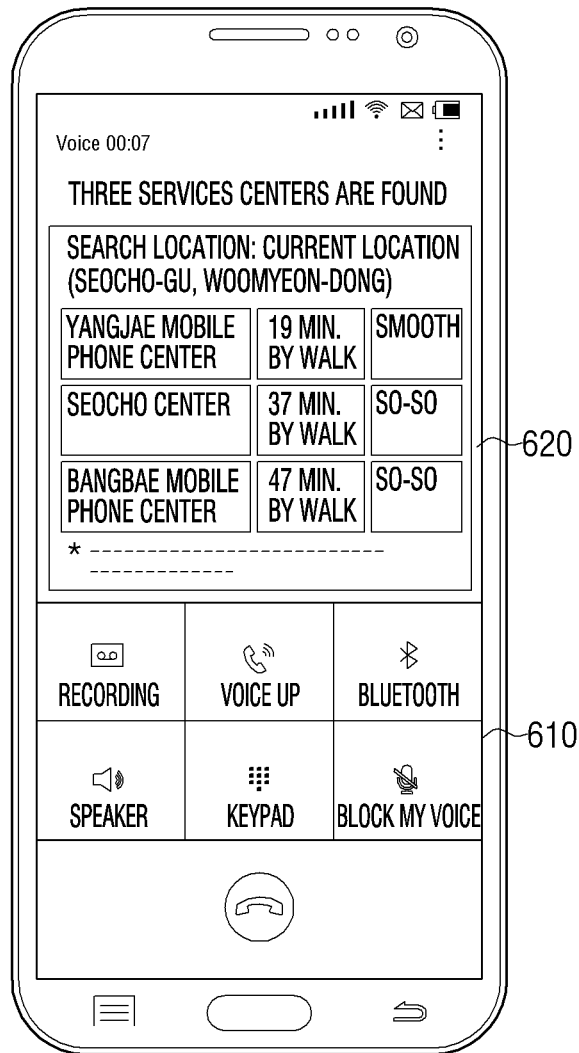 Voice 00:07
THREE SERVICES CENTERS ARE FOUND
SEARCH LOCATION: CURRENT LOCATION
(SEOCHO-GU, WOOMYEON-DONG)
YANGJAE MOBILE
PHONE CENTER
19 MIN.
BY WALK
SMOOTH
SEOCHO CENTER
37 MIN.
BY WALK
SO-SO
620
BANGBAE MOBILE
PHONE CENTER
47 MIN.
BY WALK
SO-SO
*
RECORDING
VOICE UP
BLUETOOTH
610
SPEAKER
KEYPAD
BLOCK MY VOICE